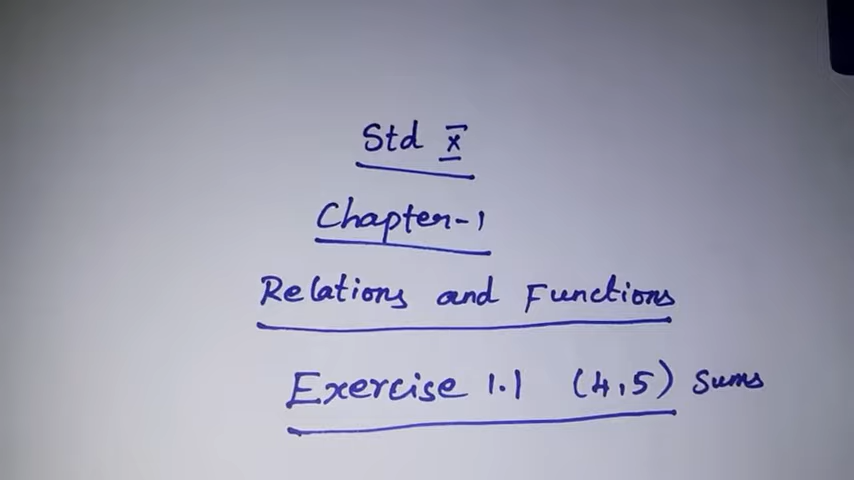 Std X
Chapter-1
Relations and Functions
Exercise 1.1 (4,5) Sums